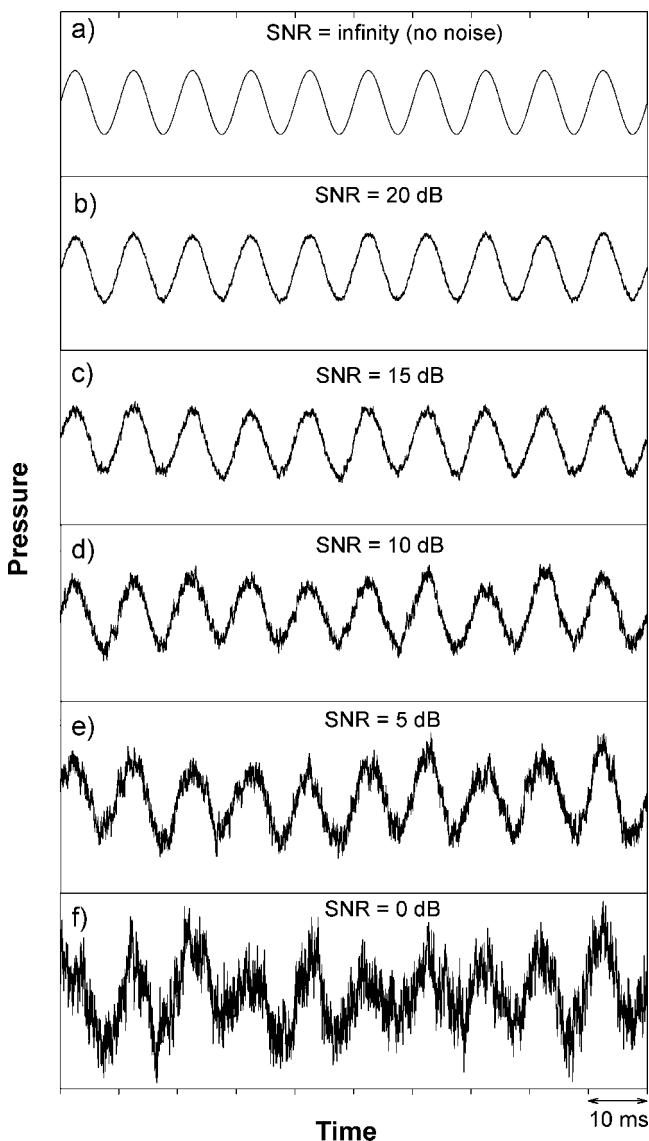 a)
SNR = infinity (no noise)
b)
SNR = 20 dB
c)
SNR = 15 dB
d)
SNR = 10 dB
e)
SNR = 5 dB
f)
SNR = 0 dB
Pressure
10 ms
Time